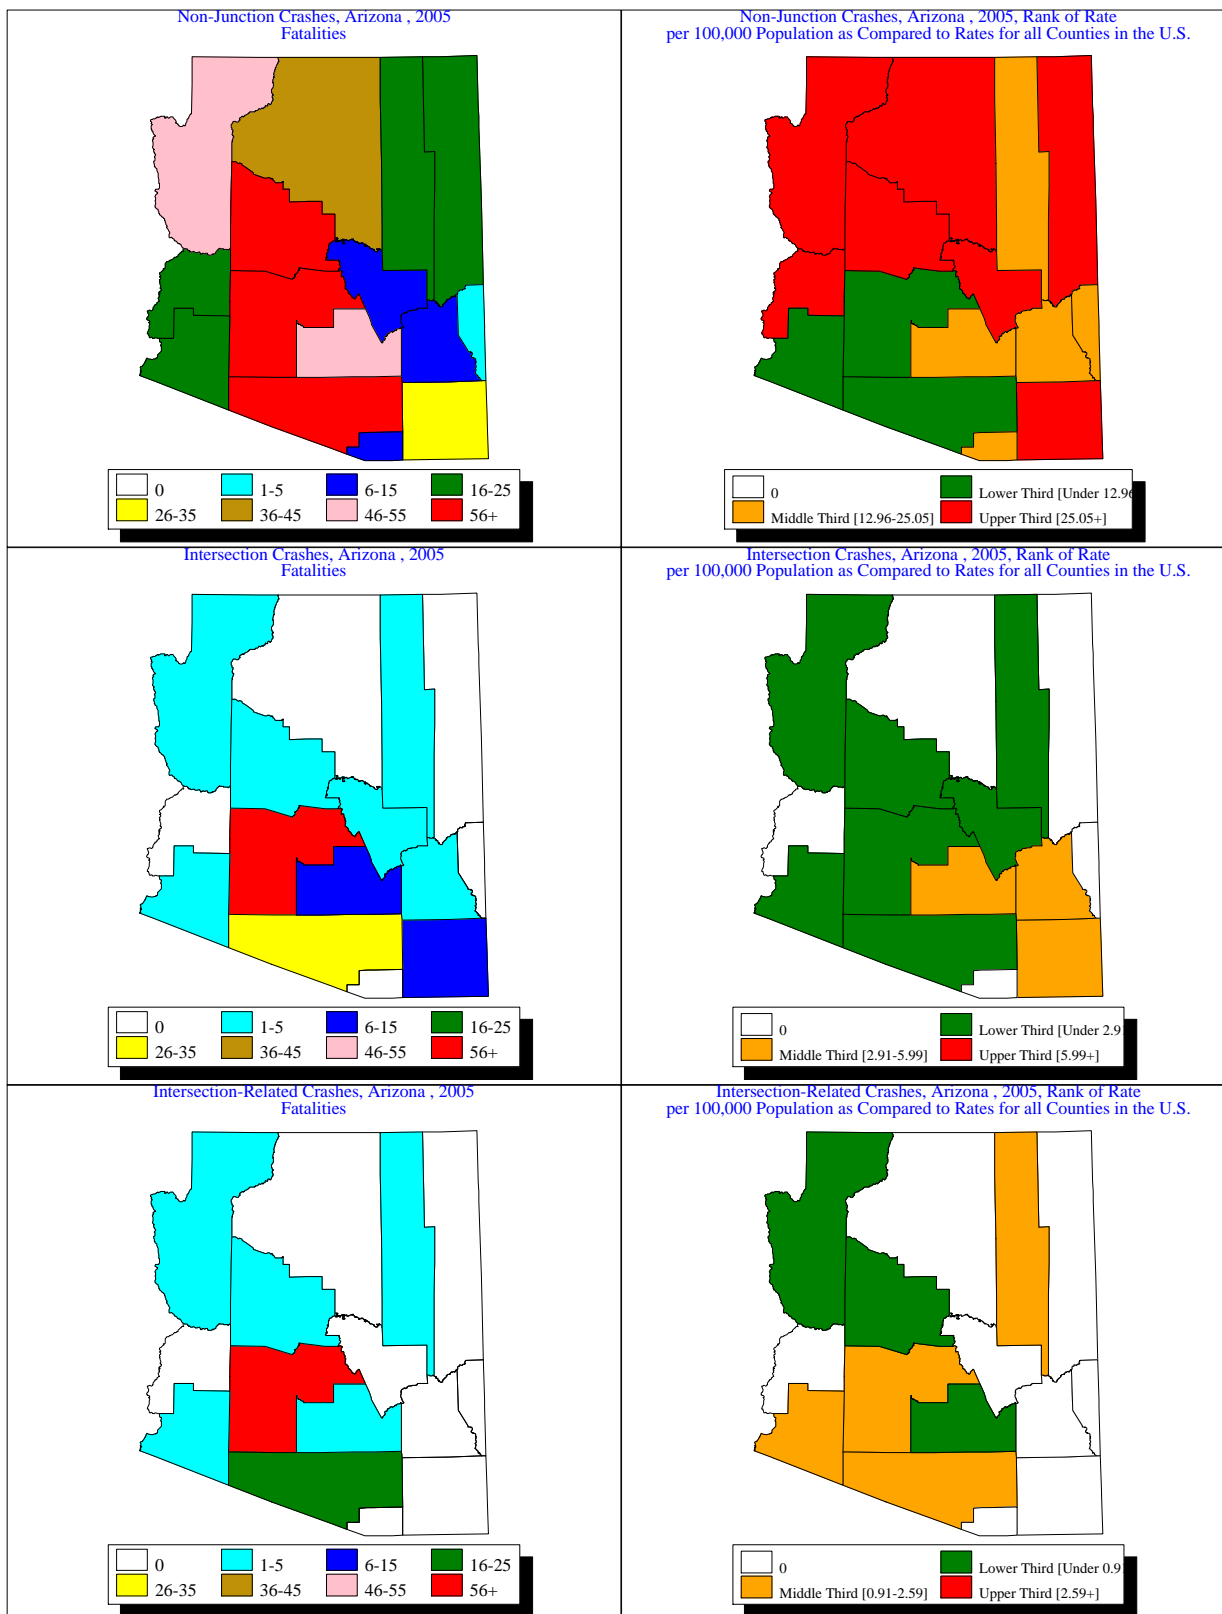 Non-Junction Crashes, Arizona , 2005
Fatalities
0
1-5
6-15
16-25
26-35
36-45
46-55
56+
Non-Junction Crashes, Arizona , 2005, Rank of Rate
per 100,000 Population as Compared to Rates for all Counties in the U.S.
0
Lower Third [Under 12.96
Middle Third [12.96-25.05]
Upper Third [25.05+]
Intersection Crashes, Arizona , 2005
Fatalities
0
1-5
6-15
16-25
26-35
36-45
46-55
56+
Intersection Crashes, Arizona , 2005, Rank of Rate
per 100,000 Population as Compared to Rates for all Counties in the U.S.
0
Lower Third [Under 2.91
Middle Third [2.91-5.99]
Upper Third [5.99+]
Intersection-Related Crashes, Arizona , 2005
Fatalities
0
1-5
6-15
16-25
26-35
36-45
46-55
56+
Intersection-Related Crashes, Arizona , 2005, Rank of Rate
per 100,000 Population as Compared to Rates for all Counties in the U.S.
0
Lower Third [Under 0.91
Middle Third [0.91-2.59]
Upper Third [2.59+]